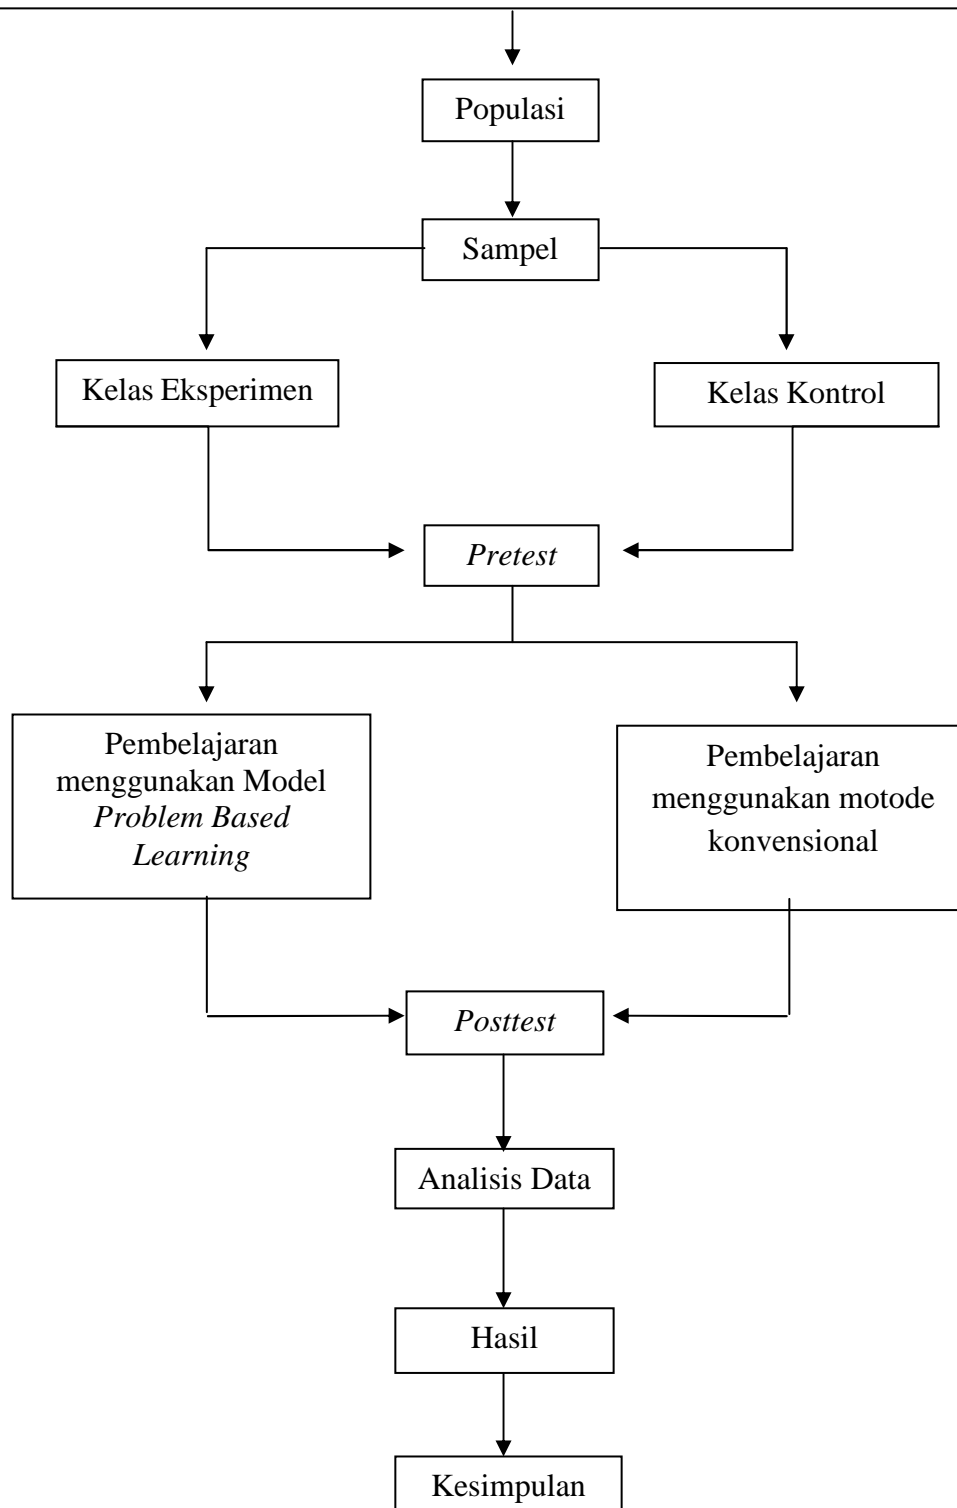 Populasi
Sampel
Kelas Eksperimen
Kelas Kontrol
Pretest
Pembelajaran
menggunakan Model
Problem Based
Learning
Pembelajaran
menggunakan motode
konvensional
Posttest
Analisis Data
Hasil
Kesimpulan